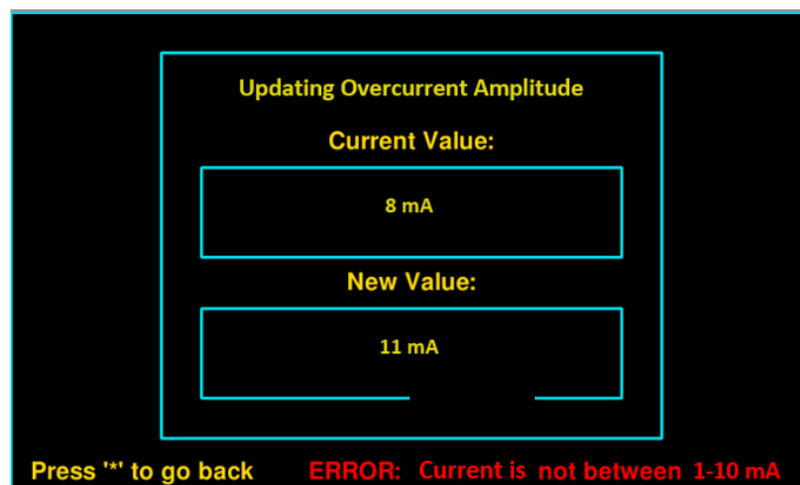 Updating Overcurrent Amplitude
Current Value:
8 mA
New Value:
11 mA
Press '*' to go back ERROR: Current is not between 1-10 mA